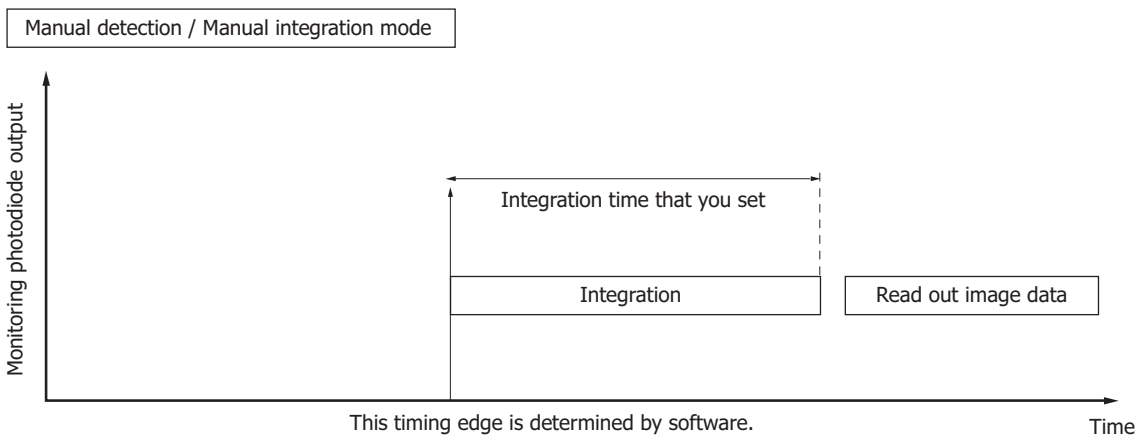 Manual detection / Manual integration mode
Monitoring photodiode output
Integration time that you set
Integration
Read out image data
This timing edge is determined by software.
Time